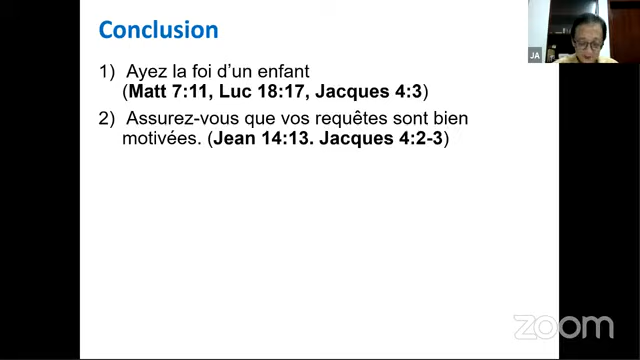 Conclusion
1) Ayez la foi d'un enfant
(Matt 7:11, Luc 18:17, Jacques 4:3)
2) Assurez-vous que vos requêtes sont bien
motivées. (Jean 14:13. Jacques 4:2-3)
JA
zoom